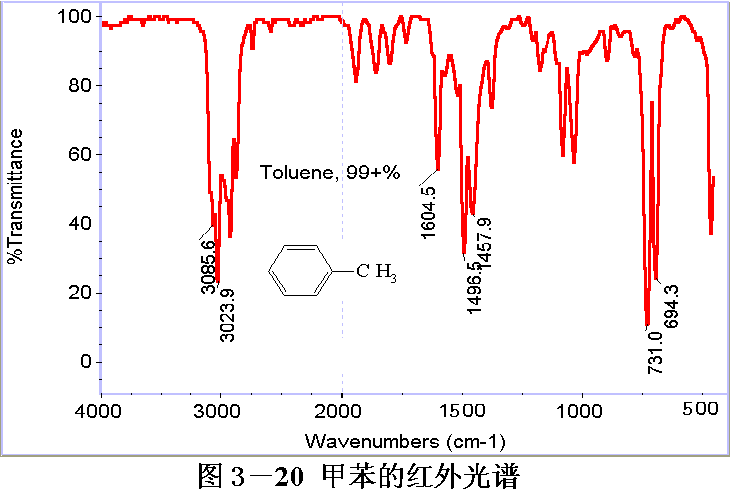 100
80
60
40
20
0
%Transmittance
Toluene, 99+%
CH3
3085.6
3023.9
1604.5
1496.5
1457.9
731.0
694.3
4000 3000 2000 1500 1000 500
Wavenumbers (cm-1)
图 3－20 甲苯的红外光谱